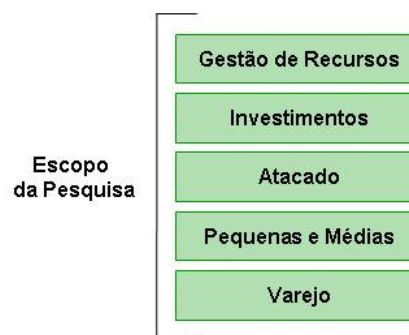 Escopo
da Pesquisa
Gestão de Recursos
Investimentos
Atacado
Pequenas e Médias
Varejo